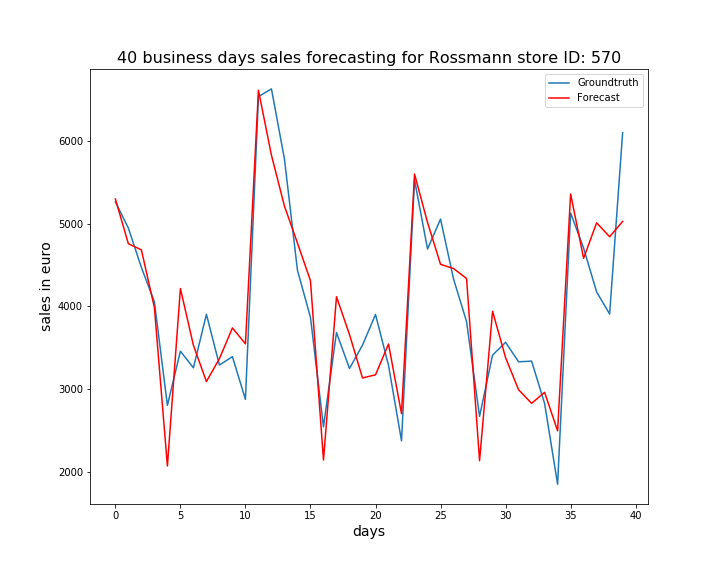 40 business days sales forecasting for Rossmann store ID: 570
Groundtruth
Forecast
sales in euro
6000
5000
4000
3000
2000
0 5 10 15 20 25 30 35 40
days